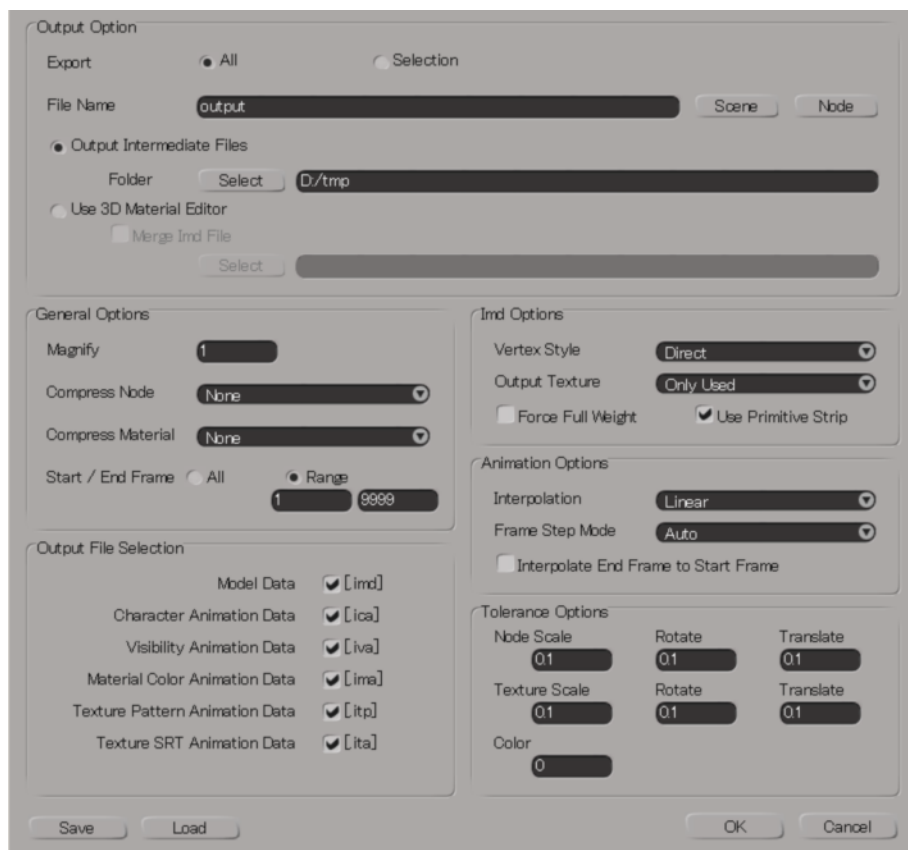 Output Option
Export All Selection
File Name output Scene Node
Output Intermediate Files
Folder Select D:/tmp
Use 3D Material Editor
Merge Imd File
Select
General Options
Magnify 1
Compress Node None
Compress Material None
Start / End Frame All Range
1 9999
Output File Selection
Model Data [imd]
Character Animation Data [ica]
Visibility Animation Data [iva]
Material Color Animation Data [ima]
Texture Pattern Animation Data [itp]
Texture SRT Animation Data [ita]
Imd Options
Vertex Style Direct
Output Texture Only Used
Force Full Weight Use Primitive Strip
Animation Options
Interpolation Linear
Frame Step Mode Auto
Interpolate End Frame to Start Frame
Tolerance Options
Node Scale Rotate Translate
0.1 0.1 0.1
Texture Scale Rotate Translate
0.1 0.1 0.1
Color
0
Save Load OK Cancel